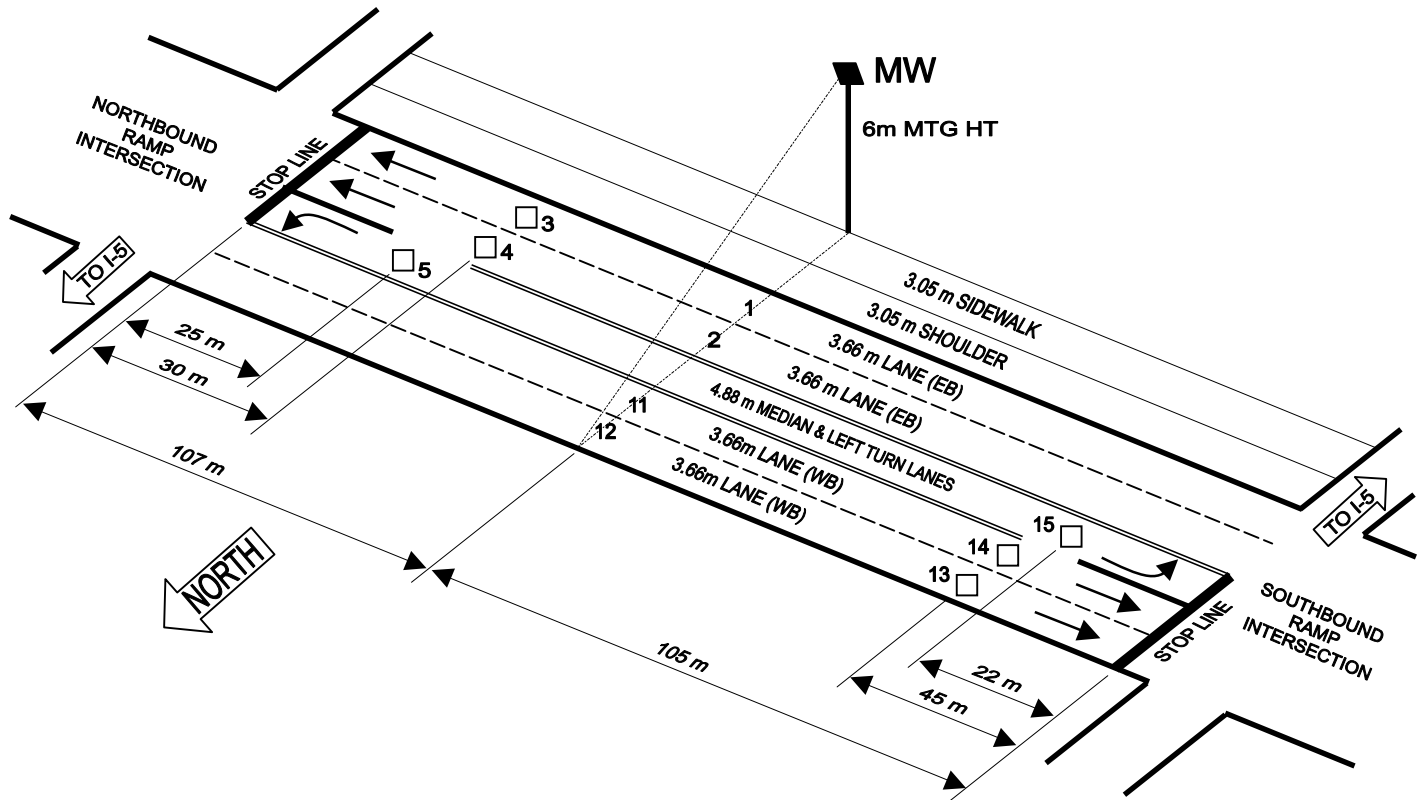 MW
6m MTG HT
NORTHBOUND
RAMP
INTERSECTION
STOP LINE
TO I-5
3
4
5
1
2
11
12
3.05 m SIDEWALK
3.05 m SHOULDER
3.66 m LANE (EB)
3.66 m LANE (EB)
4.88 m MEDIAN & LEFT TURN LANES
3.66m LANE (WB)
3.66m LANE (WB)
25 m
30 m
107 m
NORTH
105 m
15
14
13
22 m
45 m
TO I-5
STOP LINE
SOUTHBOUND
RAMP
INTERSECTION